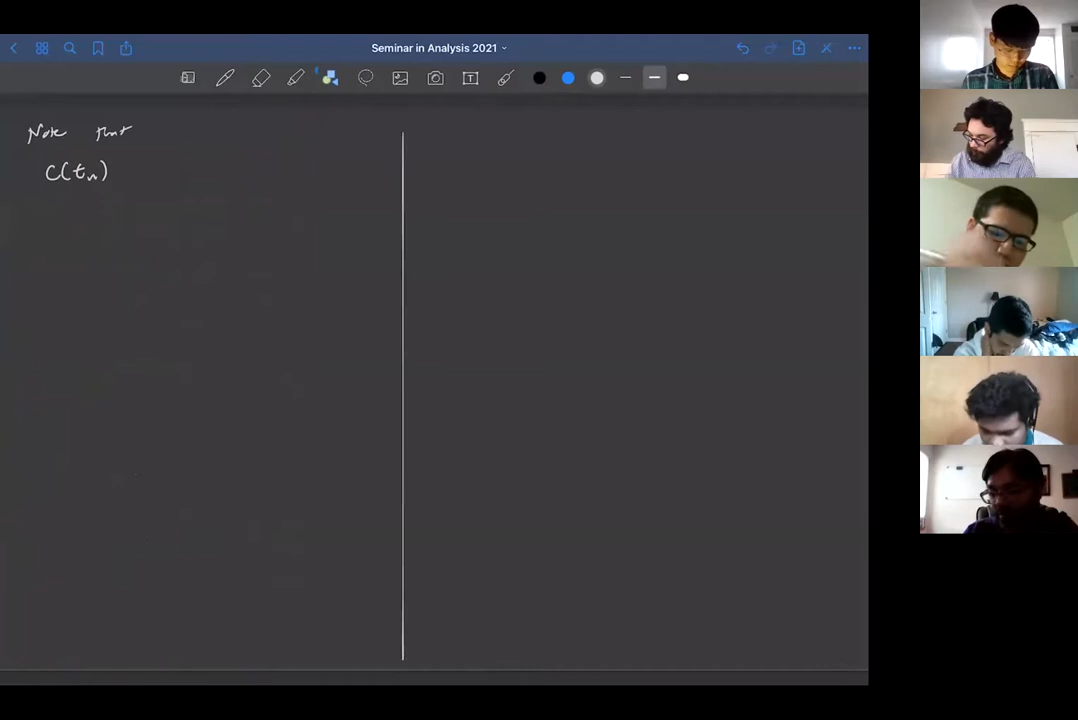 Seminar in Analysis 2021
Note that
C(tₙ)